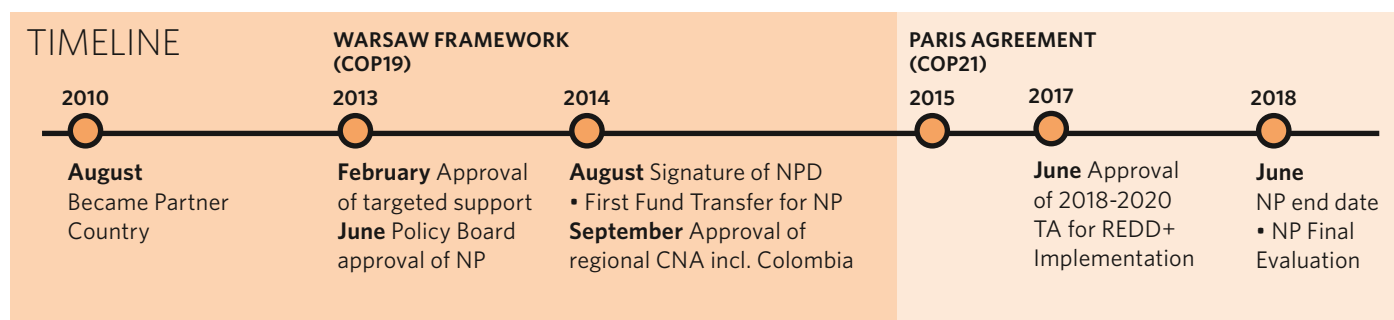 TIMELINE
WARSAW FRAMEWORK
(COP19)
PARIS AGREEMENT
(COP21)
2010
2013
2014
2015
2017
2018
August
Became Partner
Country
February Approval
of targeted support
June Policy Board
approval of NP
August Signature of NPD
• First Fund Transfer for NP
September Approval of
regional CNA incl. Colombia
June Approval
of 2018-2020
TA for REDD+
Implementation
June
NP end date
• NP Final
Evaluation